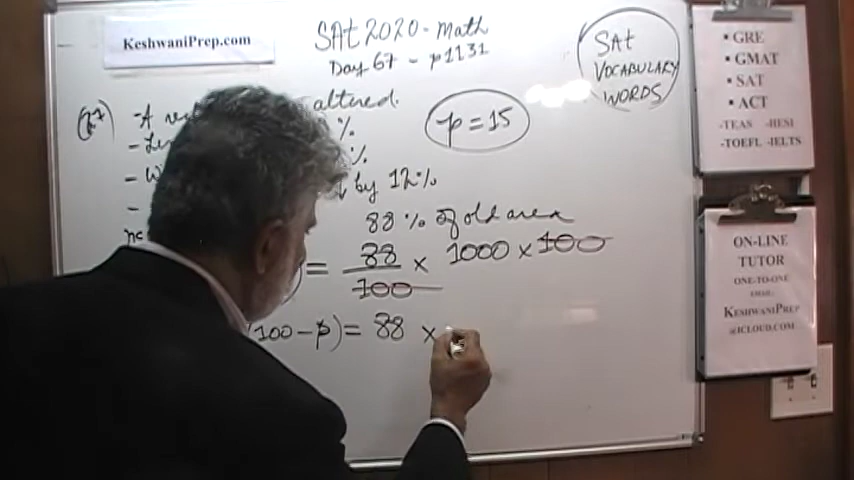 KeshwaniPrep.com
SAt 2020 - Math
Day 67 - p1131
SAt
VOCABULARY
WORDS
altered.
%
p = 15
%
by 12%
88% of old area
= 88/100 × 1000 × 100
(100 - p) = 88 ×
• GRE
• GMAT
• SAT
• ACT
-TEAS -HESI
-TOEFL -IELTS
ON-LINE
TUTOR
ONE-TO-ONE
EMAIL:
KESHWANIPREP
@ICLOUD.COM